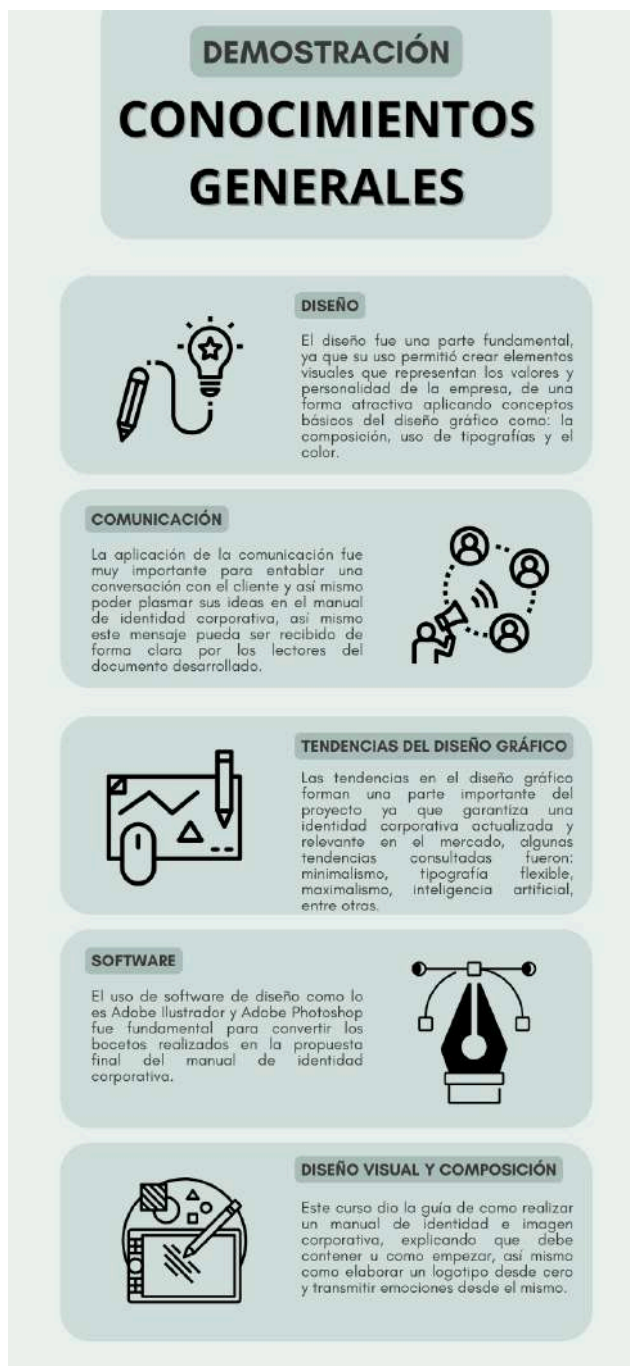 DEMOSTRACIÓN
CONOCIMIENTOS
GENERALES
DISEÑO
El diseño fue una parte fundamental,
ya que su uso permitió crear elementos
visuales que representan los valores y
personalidad de la empresa, de una
forma atractiva aplicando conceptos
básicos del diseño gráfico como: la
composición, uso de tipografías y el
color.
COMUNICACIÓN
La aplicación de la comunicación fue
muy importante para entablar una
conversación con el cliente y así mismo
poder plasmar sus ideas en el manual
de identidad corporativa, así mismo
este mensaje pueda ser recibido de
forma clara por los lectores del
documento desarrollado.
TENDENCIAS DEL DISEÑO GRÁFICO
Las tendencias en el diseño gráfico
forman una parte importante del
proyecto ya que garantiza una
identidad corporativa actualizada y
relevante en el mercado, algunas
tendencias consultadas fueron:
minimalismo, tipografía flexible,
maximalismo, inteligencia artificial,
entre otras.
SOFTWARE
El uso de software de diseño como lo
es Adobe Ilustrador y Adobe Photoshop
fue fundamental para convertir los
bocetos realizados en la propuesta
final del manual de identidad
corporativa.
DISEÑO VISUAL Y COMPOSICIÓN
Este curso dio la guía de como realizar
un manual de identidad e imagen
corporativa, explicando que debe
contener u como empezar, así mismo
como elaborar un logotipo desde cero
y transmitir emociones desde el mismo.